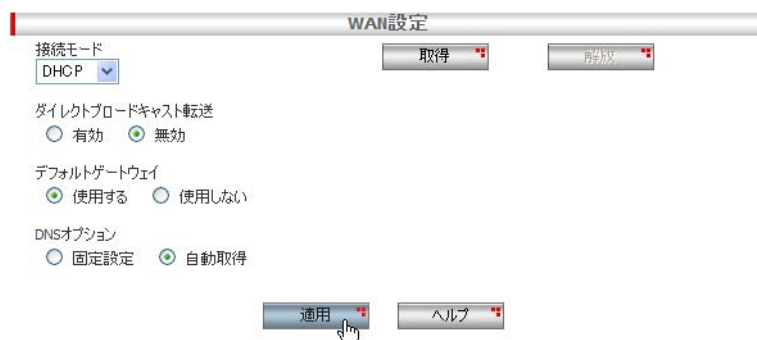 WAN設定
接続モード
取得 解放
DHCP
ダイレクトブロードキャスト転送
有効 無効
デフォルトゲートウェイ
使用する 使用しない
DNSオプション
固定設定 自動取得
適用 ヘルプ